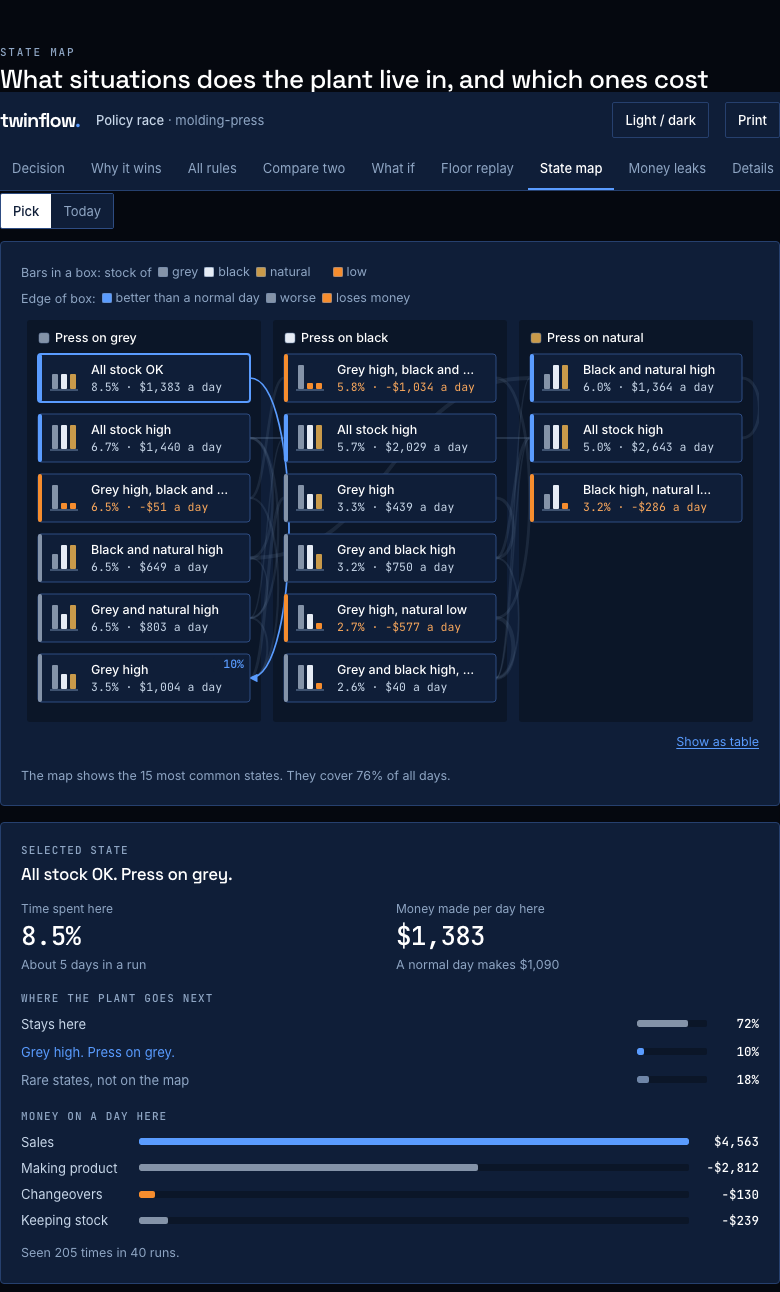 STATE MAP
What situations does the plant live in, and which ones cost
twinflow. Policy race · molding-press Light / dark Print
Decision Why it wins All rules Compare two What if Floor replay State map Money leaks Details
Pick Today
Bars in a box: stock of grey black natural low
Edge of box: better than a normal day worse loses money
Press on grey
All stock OK
8.5% · $1,383 a day
All stock high
6.7% · $1,440 a day
Grey high, black and ...
6.5% · -$51 a day
Black and natural high
6.5% · $649 a day
Grey and natural high
6.5% · $803 a day
10%
Grey high
3.5% · $1,004 a day
Press on black
Grey high, black and ...
5.8% · -$1,034 a day
All stock high
5.7% · $2,029 a day
Grey high
3.3% · $439 a day
Grey and black high
3.2% · $750 a day
Grey high, natural low
2.7% · -$577 a day
Grey and black high, ...
2.6% · $40 a day
Press on natural
Black and natural high
6.0% · $1,364 a day
All stock high
5.0% · $2,643 a day
Black high, natural l...
3.2% · -$286 a day
Show as table
The map shows the 15 most common states. They cover 76% of all days.
SELECTED STATE
All stock OK. Press on grey.
Time spent here
8.5%
About 5 days in a run
Money made per day here
$1,383
A normal day makes $1,090
WHERE THE PLANT GOES NEXT
Stays here 72%
Grey high. Press on grey. 10%
Rare states, not on the map 18%
MONEY ON A DAY HERE
Sales $4,563
Making product -$2,812
Changeovers -$130
Keeping stock -$239
Seen 205 times in 40 runs.